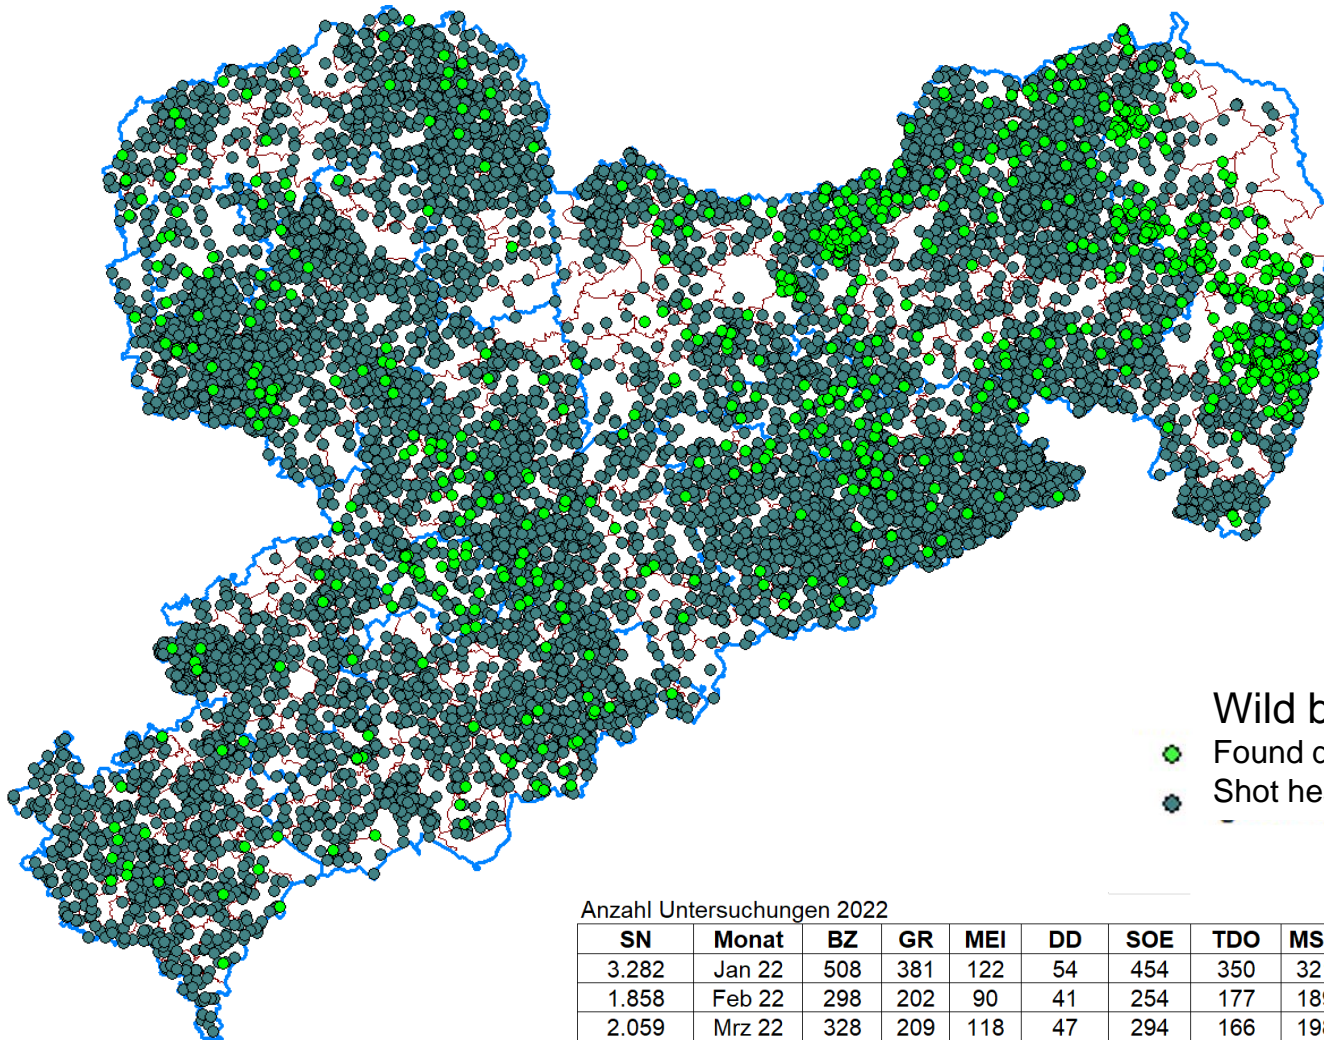 Wild b
Found d
Shot he
Anzahl Untersuchungen 2022
SN Monat BZ GR MEI DD SOE TDO MS
3.282 Jan 22 508 381 122 54 454 350 32
1.858 Feb 22 298 202 90 41 254 177 189
2.059 Mrz 22 328 209 118 47 294 166 198